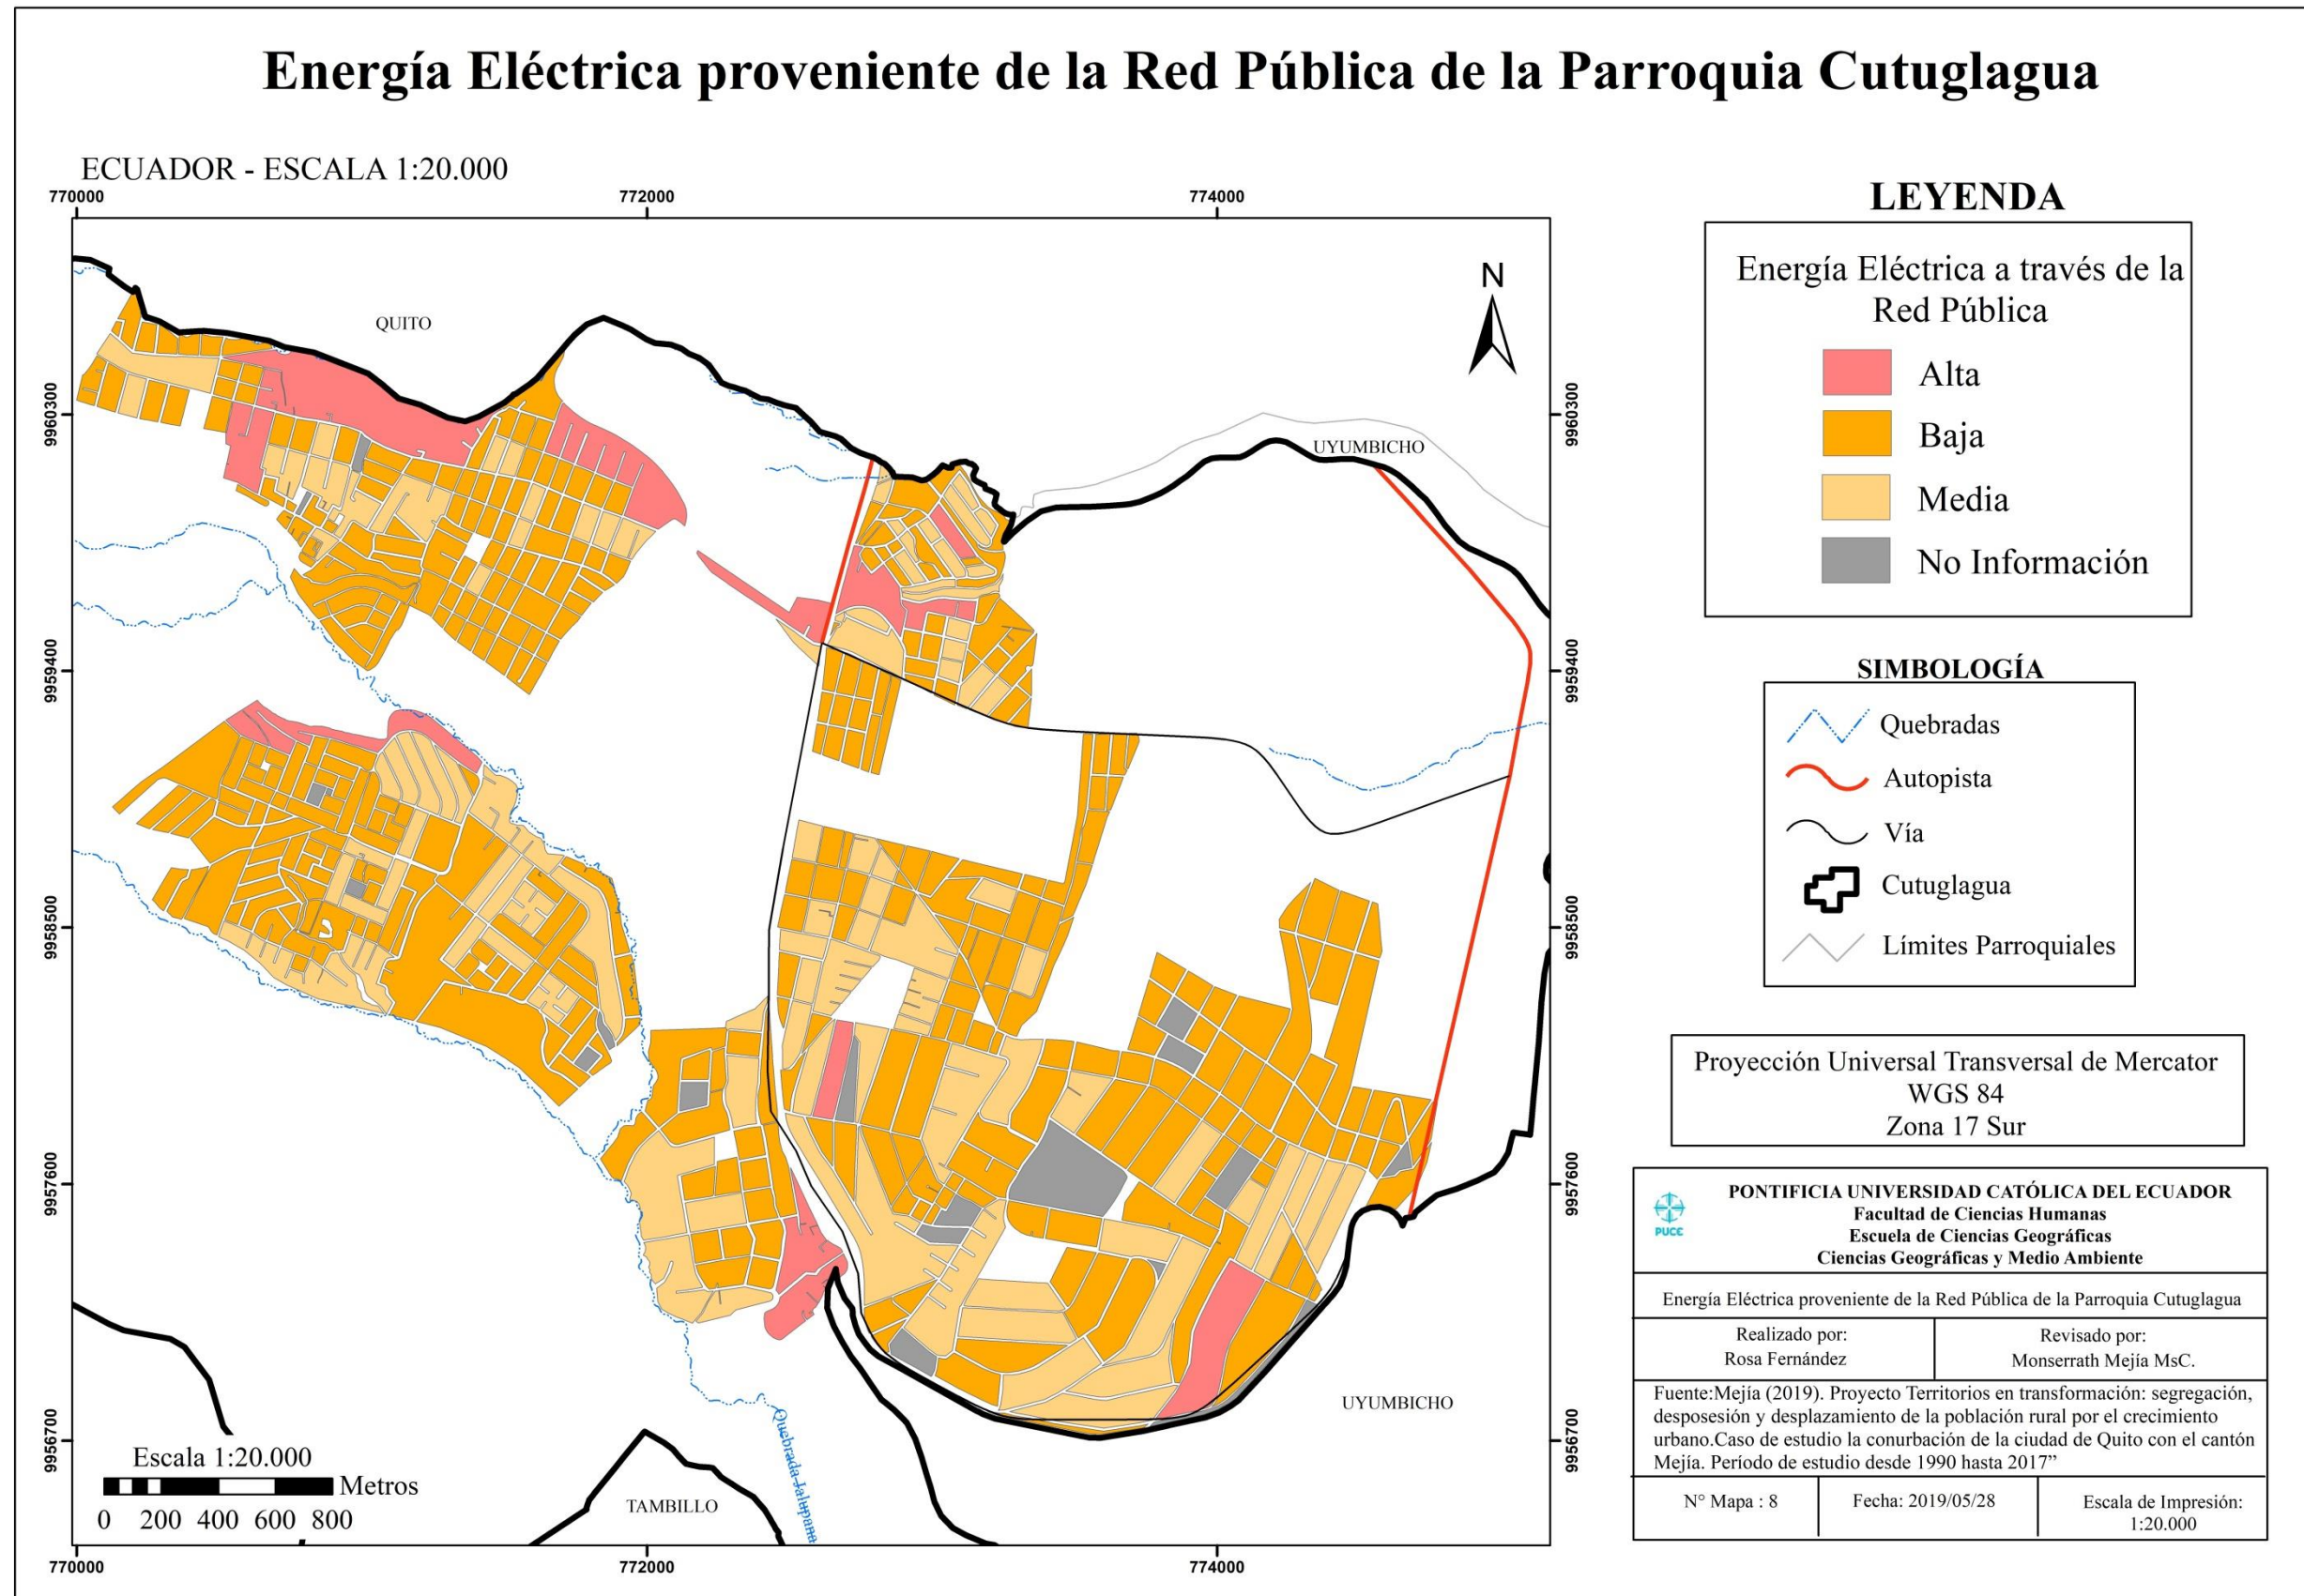 Energía Eléctrica proveniente de la Red Pública de la Parroquia Cutuglagua
ECUADOR - ESCALA 1:20.000
770000
772000
774000
9960300
9959400
9958500
9957600
9956700
9960300
9959400
9958500
9957600
9956700
770000
772000
774000
N
QUITO
UYUMBICHO
UYUMBICHO
TAMBILLO
Quebrada Jalupana
Escala 1:20.000
Metros
0 200 400 600 800
LEYENDA
Energía Eléctrica a través de la
Red Pública
Alta
Baja
Media
No Información
SIMBOLOGÍA
Quebradas
Autopista
Vía
Cutuglagua
Límites Parroquiales
Proyección Universal Transversal de Mercator
WGS 84
Zona 17 Sur
PUCE
PONTIFICIA UNIVERSIDAD CATÓLICA DEL ECUADOR
Facultad de Ciencias Humanas
Escuela de Ciencias Geográficas
Ciencias Geográficas y Medio Ambiente
Energía Eléctrica proveniente de la Red Pública de la Parroquia Cutuglagua
Realizado por:
Rosa Fernández
Revisado por:
Monserrath Mejía MsC.
Fuente:Mejía (2019). Proyecto Territorios en transformación: segregación,
desposesión y desplazamiento de la población rural por el crecimiento
urbano.Caso de estudio la conurbación de la ciudad de Quito con el cantón
Mejía. Período de estudio desde 1990 hasta 2017”
N° Mapa : 8
Fecha: 2019/05/28
Escala de Impresión:
1:20.000